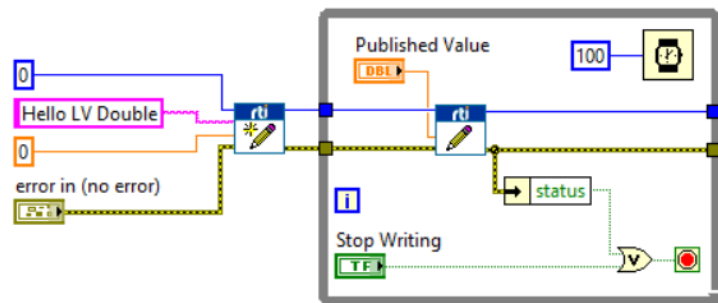 Published Value
DBL
100
0
Hello LV Double
rti
rti
0
error in (no error)
status
i
Stop Writing
TF
V